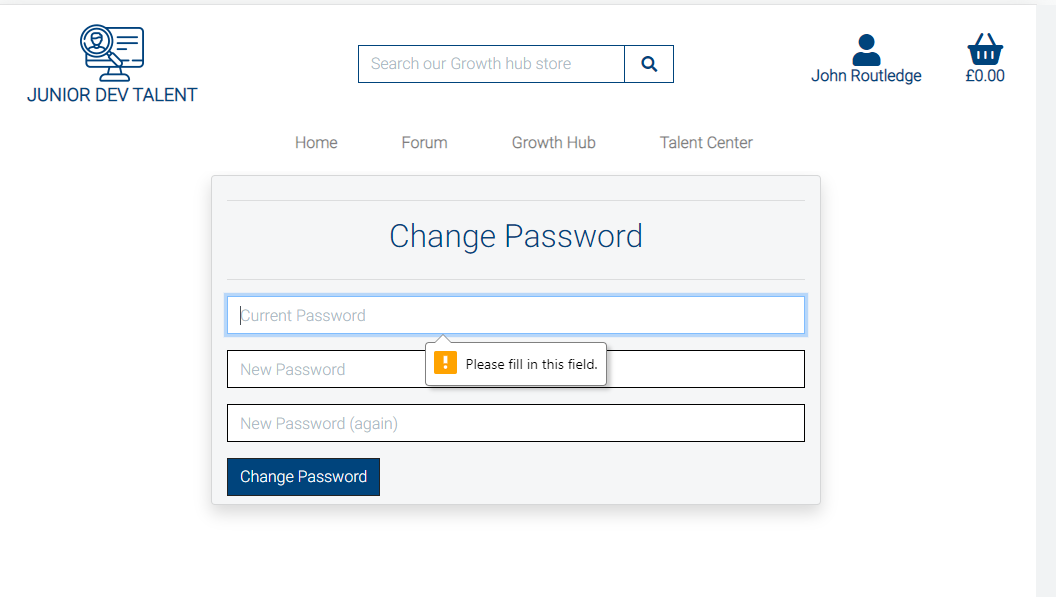 JUNIOR DEV TALENT
Search our Growth hub store
John Routledge
£0.00
Home Forum Growth Hub Talent Center
Change Password
Current Password
Please fill in this field.
New Password
New Password (again)
Change Password